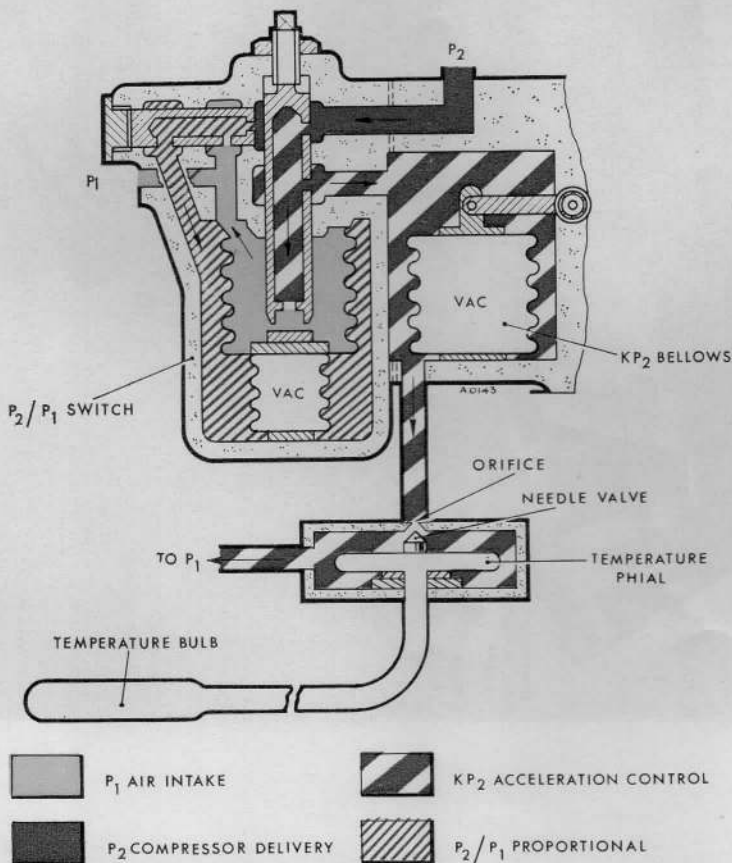 P2
P1
VAC
VAC
KP2 BELLOWS
A0143
P2/P1 SWITCH
ORIFICE
NEEDLE VALVE
TO P1
TEMPERATURE
PHIAL
TEMPERATURE BULB
P1 AIR INTAKE
KP2 ACCELERATION CONTROL
P2 COMPRESSOR DELIVERY
P2/P1 PROPORTIONAL